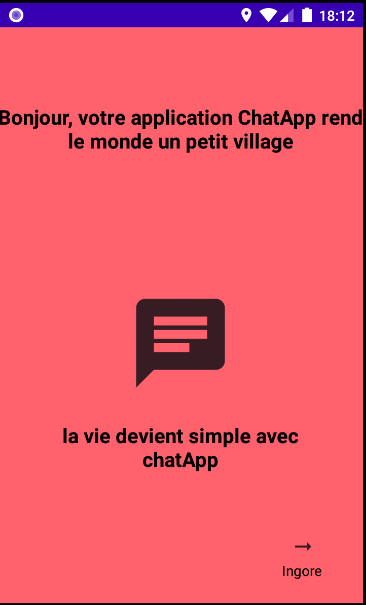 18:12
Bonjour, votre application ChatApp rend
le monde un petit village
la vie devient simple avec
chatApp
Ingore